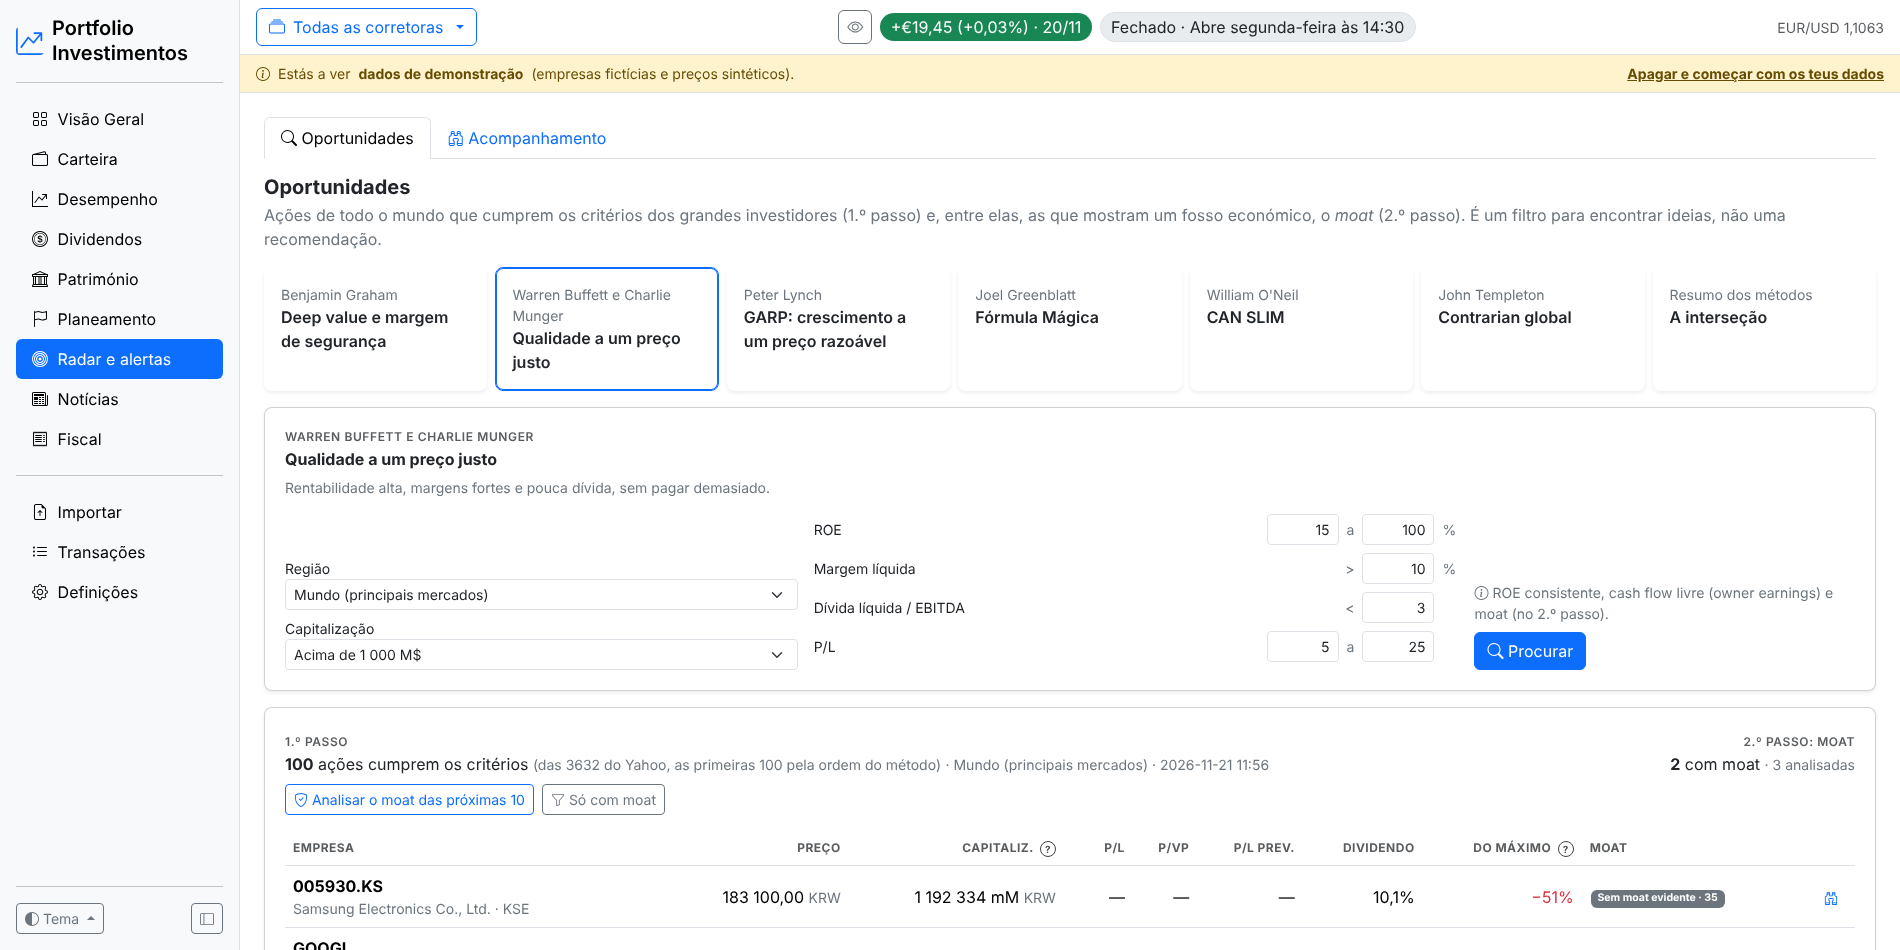 Portfolio
Investimentos
Visão Geral
Carteira
Desempenho
Dividendos
Património
Planeamento
Radar e alertas
Notícias
Fiscal
Importar
Transações
Definições
Tema
Todas as corretoras
+€19,45 (+0,03%) · 20/11
Fechado · Abre segunda-feira às 14:30
EUR/USD 1,1063
Estás a ver dados de demonstração (empresas fictícias e preços sintéticos).
Apagar e começar com os teus dados
Oportunidades
Acompanhamento
Oportunidades
Ações de todo o mundo que cumprem os critérios dos grandes investidores (1.º passo) e, entre elas, as que mostram um fosso económico, o moat (2.º passo). É um filtro para encontrar ideias, não uma
recomendação.
Benjamin Graham
Deep value e margem
de segurança
Warren Buffett e Charlie
Munger
Qualidade a um preço
justo
Peter Lynch
GARP: crescimento a
um preço razoável
Joel Greenblatt
Fórmula Mágica
William O'Neil
CAN SLIM
John Templeton
Contrarian global
Resumo dos métodos
A interseção
WARREN BUFFETT E CHARLIE MUNGER
Qualidade a um preço justo
Rentabilidade alta, margens fortes e pouca dívida, sem pagar demasiado.
Região
Mundo (principais mercados)
Capitalização
Acima de 1 000 M$
ROE 15 a 100 %
Margem líquida > 10 %
Dívida líquida / EBITDA < 3
P/L 5 a 25
ROE consistente, cash flow livre (owner earnings) e
moat (no 2.º passo).
Procurar
1.º PASSO
100 ações cumprem os critérios (das 3632 do Yahoo, as primeiras 100 pela ordem do método) · Mundo (principais mercados) · 2026-11-21 11:56
2.º PASSO: MOAT
2 com moat · 3 analisadas
Analisar o moat das próximas 10
Só com moat
EMPRESA PREÇO CAPITALIZ. ? P/L P/VP P/L PREV. DIVIDENDO DO MÁXIMO ? MOAT
005930.KS
Samsung Electronics Co., Ltd. · KSE
183 100,00 KRW 1 192 334 mM KRW — — — 10,1% −51% Sem moat evidente · 35
GOOGL